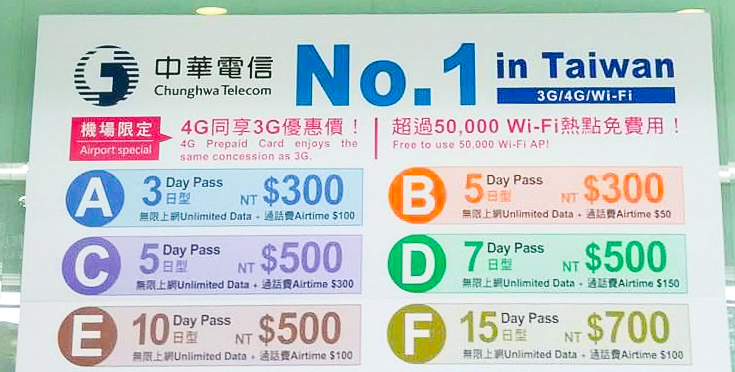 中華電信
Chunghwa Telecom
No.1
in Taiwan
3G/4G/Wi-Fi
機場限定
Airport special
4G同享3G優惠價！
4G Prepaid Card enjoys the
same concession as 3G.
超過50,000 Wi-Fi熱點免費用！
Free to use 50,000 Wi-Fi AP!
A 3 Day Pass 日型 NT $300
無限上網Unlimited Data + 通話費Airtime $100
B 5 Day Pass 日型 NT $300
無限上網Unlimited Data + 通話費Airtime $50
C 5 Day Pass 日型 NT $500
無限上網Unlimited Data + 通話費Airtime $300
D 7 Day Pass 日型 NT $500
無限上網Unlimited Data + 通話費Airtime $150
E 10 Day Pass 日型 NT $500
無限上網Unlimited Data + 通話費Airtime $100
F 15 Day Pass 日型 NT $700
無限上網Unlimited Data + 通話費Airtime $100